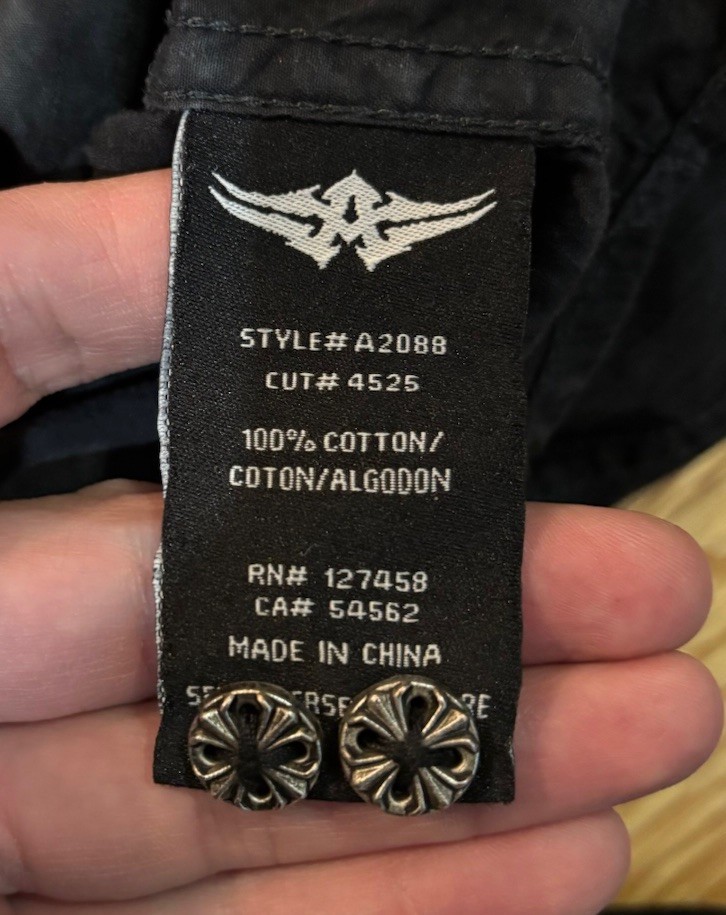 STYLE# A2088
CUT# 4525
100% COTTON/
COTON/ALGODON
RN# 127458
CA# 54562
MADE IN CHINA